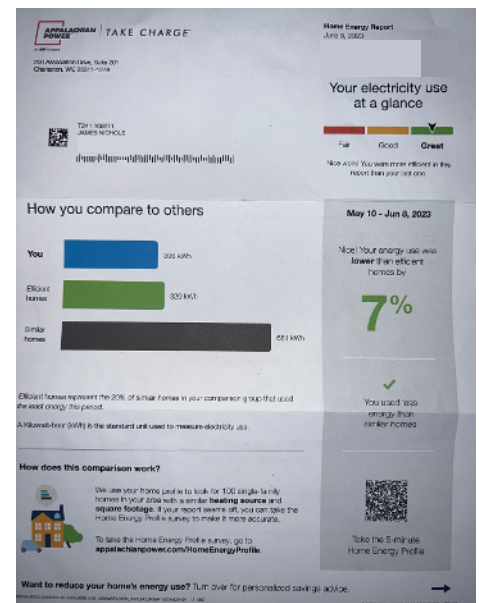 APPALACHIAN POWER
TAKE CHARGE
Home Energy Report
June 8, 2023
Your electricity use
at a glance
Fair Good Great
Nice work! You were more efficient in this
report than your last one.
JAMES NICHOLS
How you compare to others
You
Efficient
homes
320 kWh
Similar
homes
kWh
Efficient homes represent the 20% of similar homes in your comparison group that used
the least energy this period.
A Kilowatt-hour (kWh) is the standard unit used to measure electricity use.
May 10 - Jun 8, 2023
Nice! Your energy use was
lower than efficient
homes by
7%
You used less
energy than
similar homes
How does this comparison work?
We use your home profile to look for 100 single-family
homes in your area with a similar heating source and
square footage. If your report seems off, you can take the
Home Energy Profile survey to make it more accurate.
To take the Home Energy Profile survey, go to
appalachianpower.com/HomeEnergyProfile.
Take the 5-minute
Home Energy Profile
Want to reduce your home's energy use? Turn over for personalized savings advice.